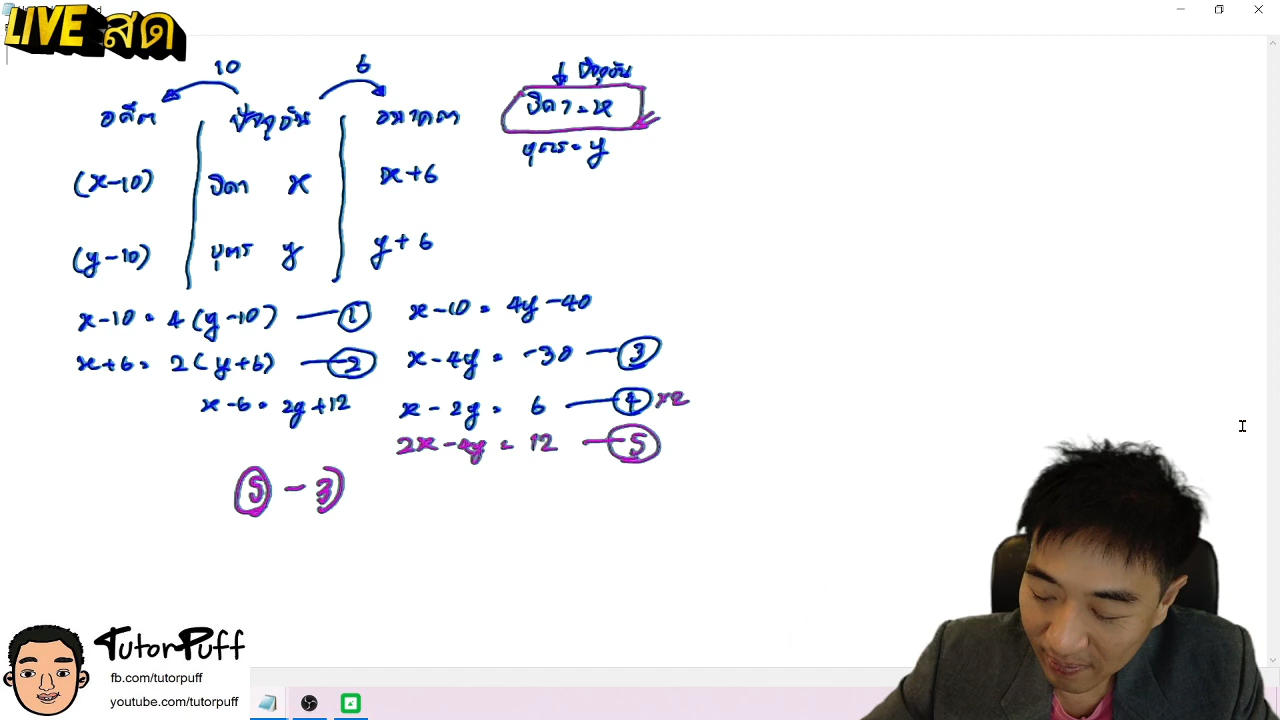 LIVE สด
10 6
อดีต ปัจจุบัน อนาคต
(x-10) บิดา x x+6
(y-10) บุตร y y+6
↓ ปัจจุบัน
บิดา = x
บุตร = y
x-10 = 4(y-10) — ①
x+6 = 2(y+6) — ②
x-6 = 2y+12
x-10 = 4y-40
x-4y = -30 — ③
x-2y = 6 — ④ x2
2x-4y = 12 — ⑤
⑤ - 3)
TutorPuff
fb.com/tutorpuff
youtube.com/tutorpuff